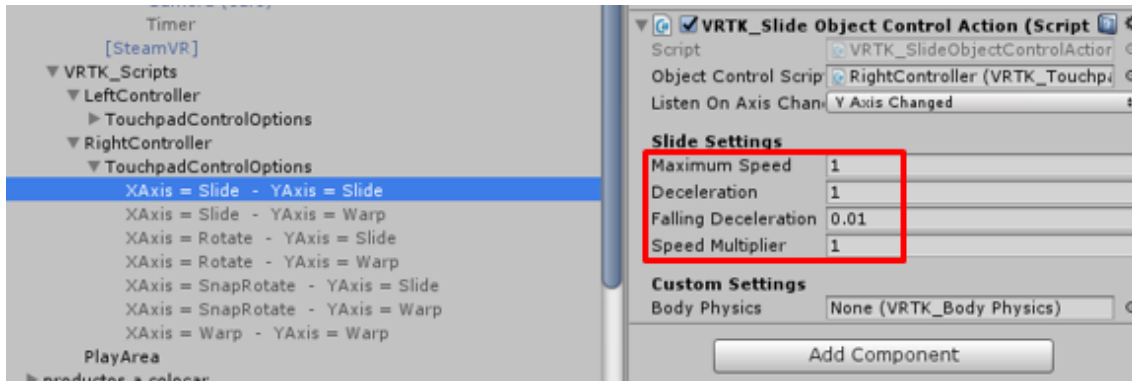 Timer
[SteamVR]
VRTK_Scripts
LeftController
TouchpadControlOptions
RightController
TouchpadControlOptions
XAxis = Slide - YAxis = Slide
XAxis = Slide - YAxis = Warp
XAxis = Rotate - YAxis = Slide
XAxis = Rotate - YAxis = Warp
XAxis = SnapRotate - YAxis = Slide
XAxis = SnapRotate - YAxis = Warp
XAxis = Warp - YAxis = Warp
PlayArea
productos a colocar
VRTK_Slide Object Control Action (Script
Script VRTK_SlideObjectControlAction
Object Control Scrip RightController (VRTK_Touchpa
Listen On Axis Chan Y Axis Changed
Slide Settings
Maximum Speed 1
Deceleration 1
Falling Deceleration 0.01
Speed Multiplier 1
Custom Settings
Body Physics None (VRTK_Body Physics)
Add Component